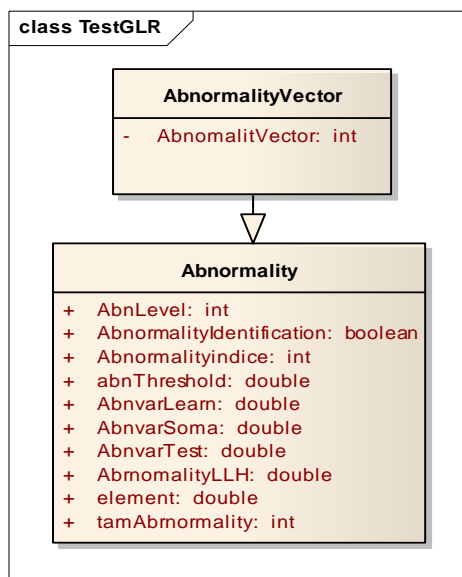 class TestGLR
AbnormalityVector
- AbnomalitVector: int
Abnormality
+ AbnLevel: int
+ AbnormalityIdentification: boolean
+ Abnormalityindice: int
+ abnThreshold: double
+ AbnvarLearn: double
+ AbnvarSoma: double
+ AbnvarTest: double
+ AbrnomalityLLH: double
+ element: double
+ tamAbrnormality: int